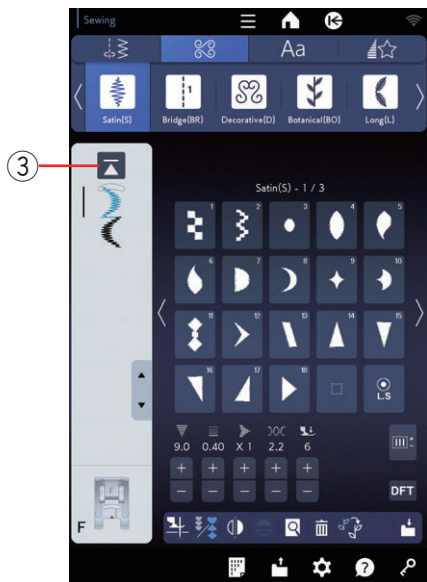 Sewing
Aa
1
Satin(S) Bridge(BR) Decorative(D) Botanical(BO) Long(L)
3
Satin(S) - 1 / 3
1 2 3 4 5
6 7 8 9 10
11 12 13 14 15
16 17 18 L.S
9.0 0.40 X 1 2.2 6
+ + + + +
− − − − − DFT
F
?